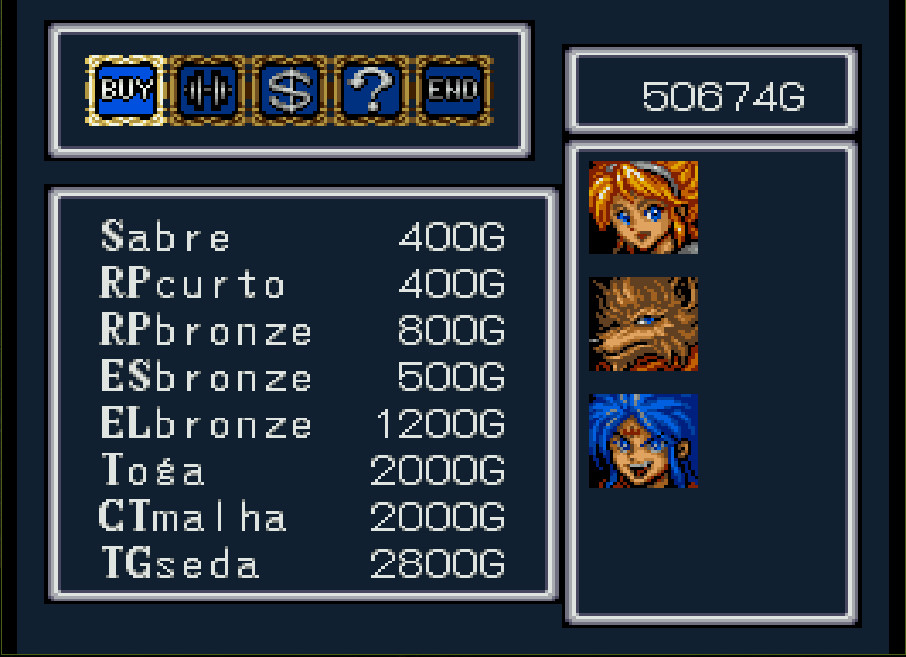 BUY $ ? END
50674G
Sabre 400G
RPcurto 400G
RPbronze 800G
ESbronze 500G
ELbronze 1200G
Toga 2000G
CTmalha 2000G
TGseda 2800G